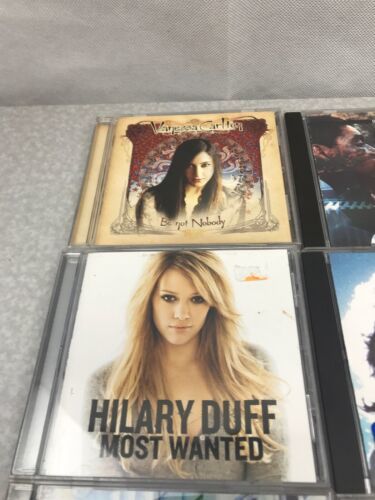 Vanessa Carlton
Be not Nobody
HILARY DUFF
MOST WANTED